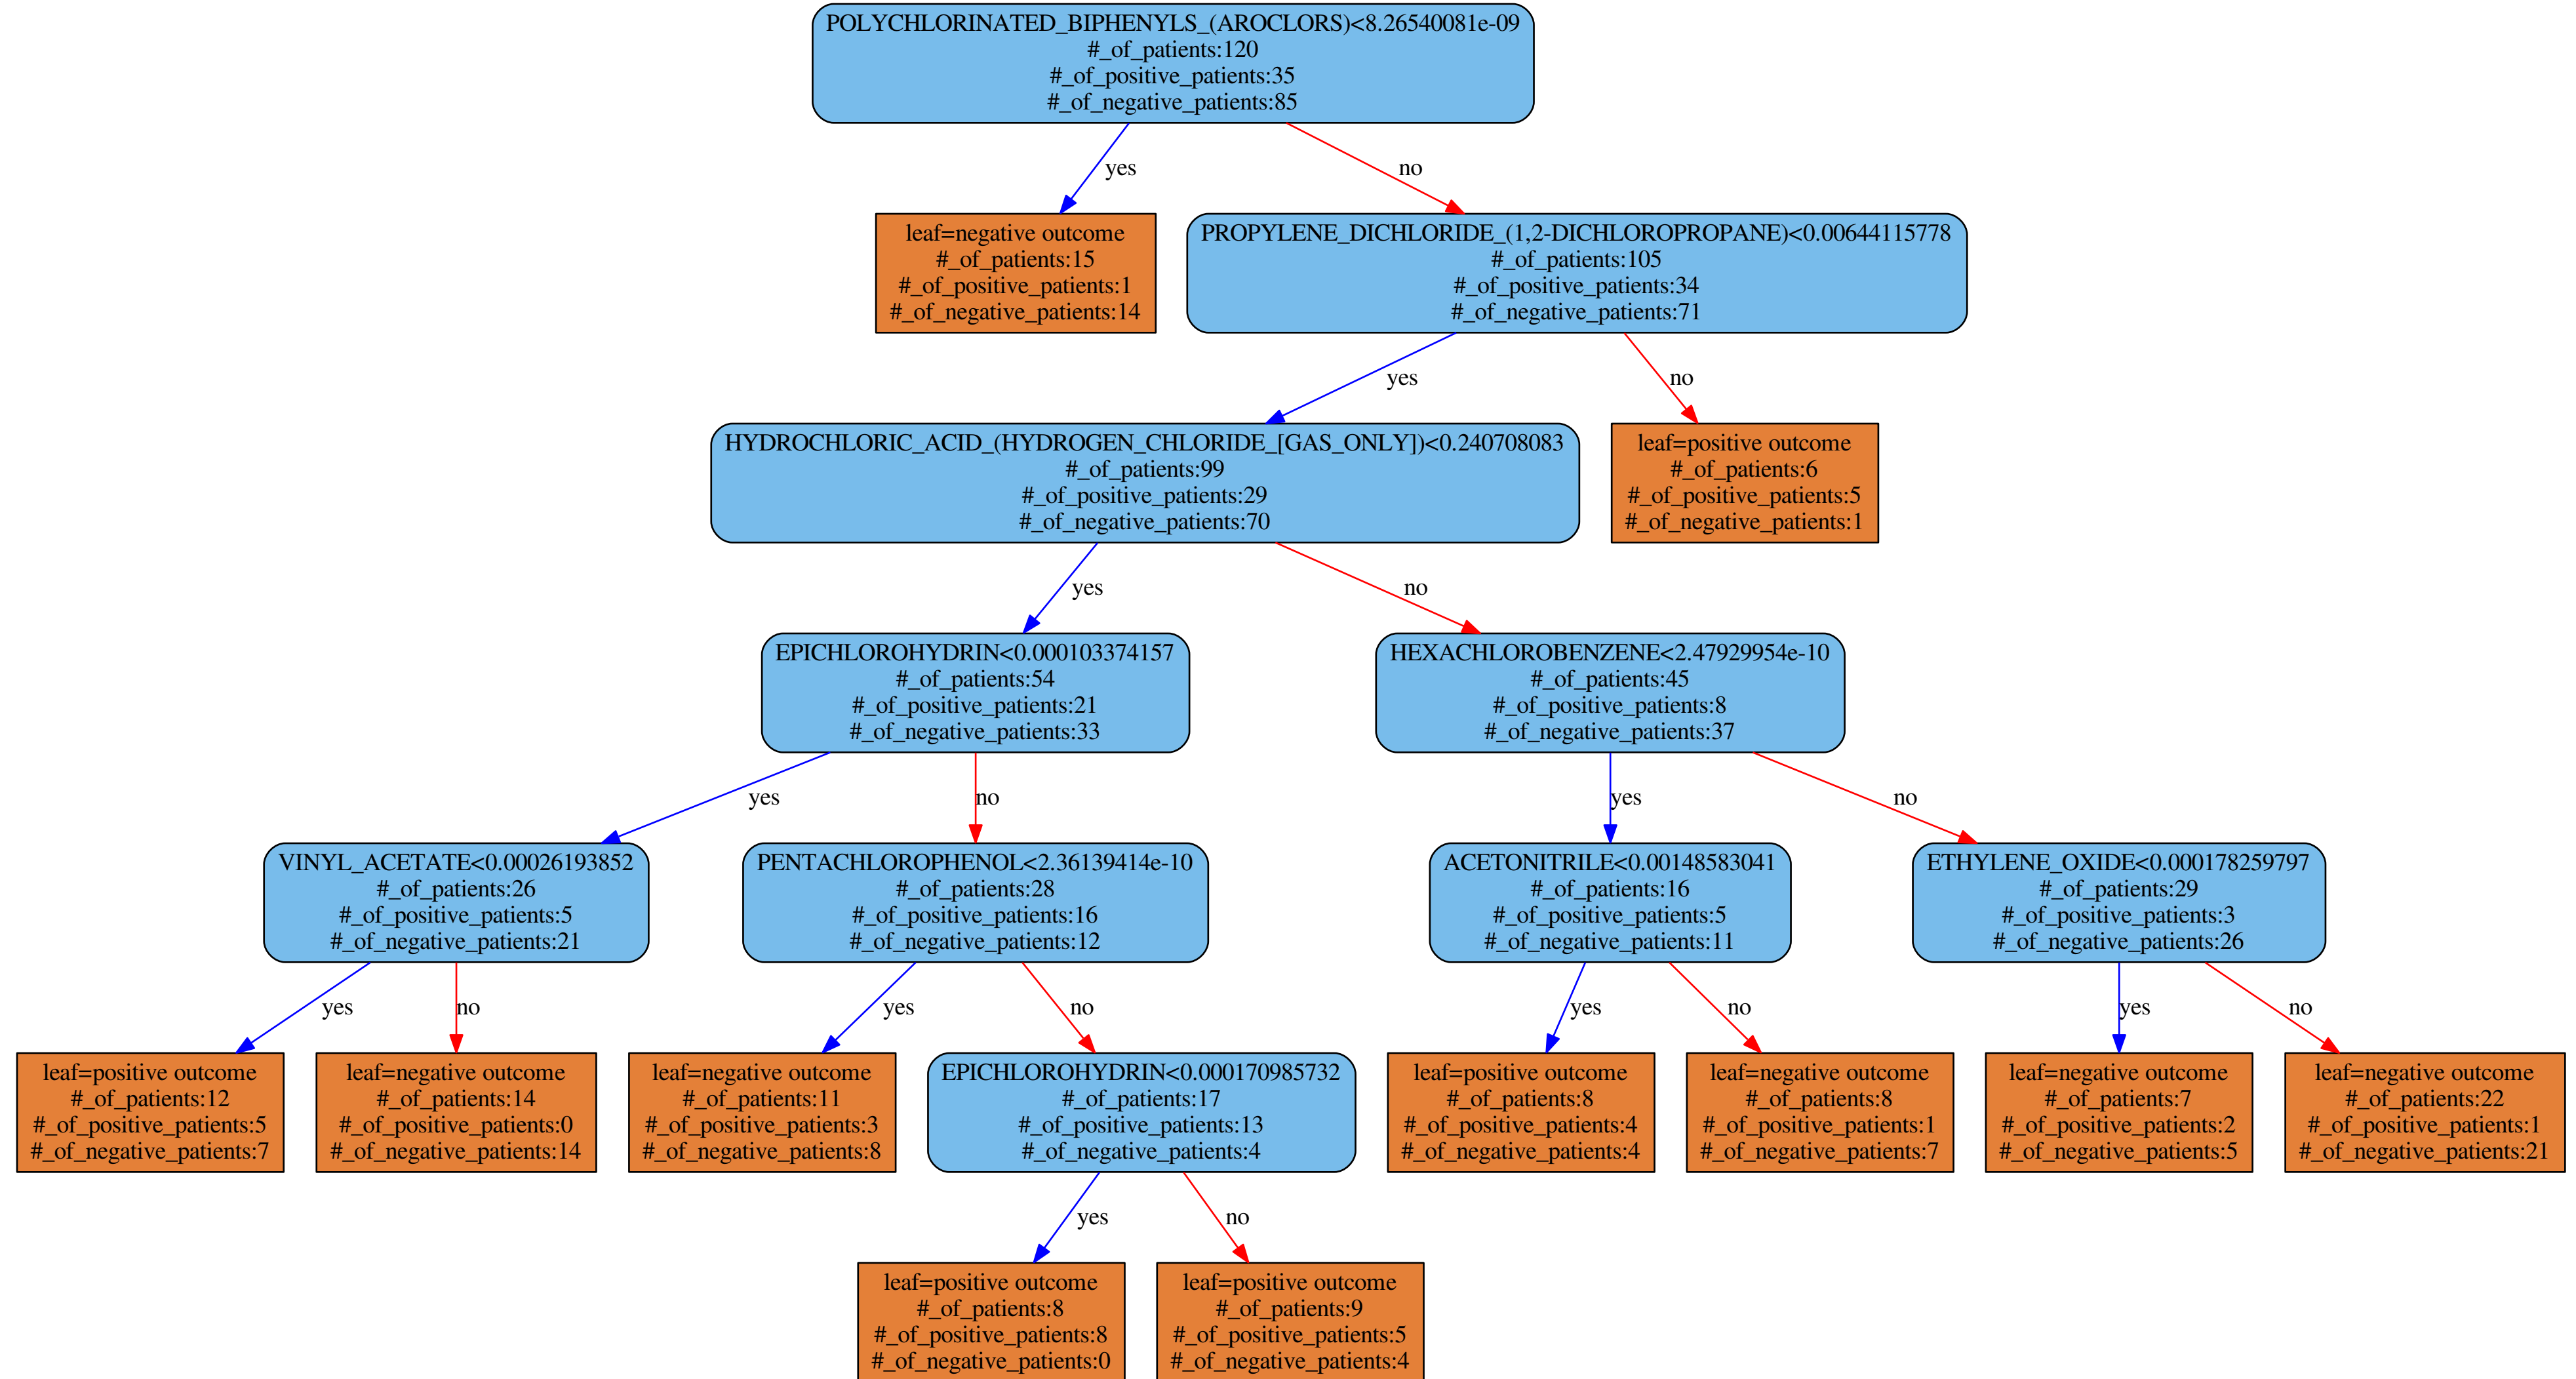 POLYCHLORINATED_BIPHENYLS_(AROCLORS)<8.26540081e-09
#_of_patients:120
#_of_positive_patients:35
#_of_negative_patients:85
yes
no
leaf=negative outcome
#_of_patients:15
#_of_positive_patients:1
#_of_negative_patients:14
PROPYLENE_DICHLORIDE_(1,2-DICHLOROPROPANE)<0.00644115778
#_of_patients:105
#_of_positive_patients:34
#_of_negative_patients:71
yes
no
HYDROCHLORIC_ACID_(HYDROGEN_CHLORIDE_[GAS_ONLY])<0.240708083
#_of_patients:99
#_of_positive_patients:29
#_of_negative_patients:70
leaf=positive outcome
#_of_patients:6
#_of_positive_patients:5
#_of_negative_patients:1
yes
no
EPICHLOROHYDRIN<0.000103374157
#_of_patients:54
#_of_positive_patients:21
#_of_negative_patients:33
HEXACHLOROBENZENE<2.47929954e-10
#_of_patients:45
#_of_positive_patients:8
#_of_negative_patients:37
yes
no
yes
no
VINYL_ACETATE<0.00026193852
#_of_patients:26
#_of_positive_patients:5
#_of_negative_patients:21
PENTACHLOROPHENOL<2.36139414e-10
#_of_patients:28
#_of_positive_patients:16
#_of_negative_patients:12
ACETONITRILE<0.00148583041
#_of_patients:16
#_of_positive_patients:5
#_of_negative_patients:11
ETHYLENE_OXIDE<0.000178259797
#_of_patients:29
#_of_positive_patients:3
#_of_negative_patients:26
yes
no
yes
no
yes
no
yes
no
leaf=positive outcome
#_of_patients:12
#_of_positive_patients:5
#_of_negative_patients:7
leaf=negative outcome
#_of_patients:14
#_of_positive_patients:0
#_of_negative_patients:14
leaf=negative outcome
#_of_patients:11
#_of_positive_patients:3
#_of_negative_patients:8
EPICHLOROHYDRIN<0.000170985732
#_of_patients:17
#_of_positive_patients:13
#_of_negative_patients:4
leaf=positive outcome
#_of_patients:8
#_of_positive_patients:4
#_of_negative_patients:4
leaf=negative outcome
#_of_patients:8
#_of_positive_patients:1
#_of_negative_patients:7
leaf=negative outcome
#_of_patients:7
#_of_positive_patients:2
#_of_negative_patients:5
leaf=negative outcome
#_of_patients:22
#_of_positive_patients:1
#_of_negative_patients:21
yes
no
leaf=positive outcome
#_of_patients:8
#_of_positive_patients:8
#_of_negative_patients:0
leaf=positive outcome
#_of_patients:9
#_of_positive_patients:5
#_of_negative_patients:4